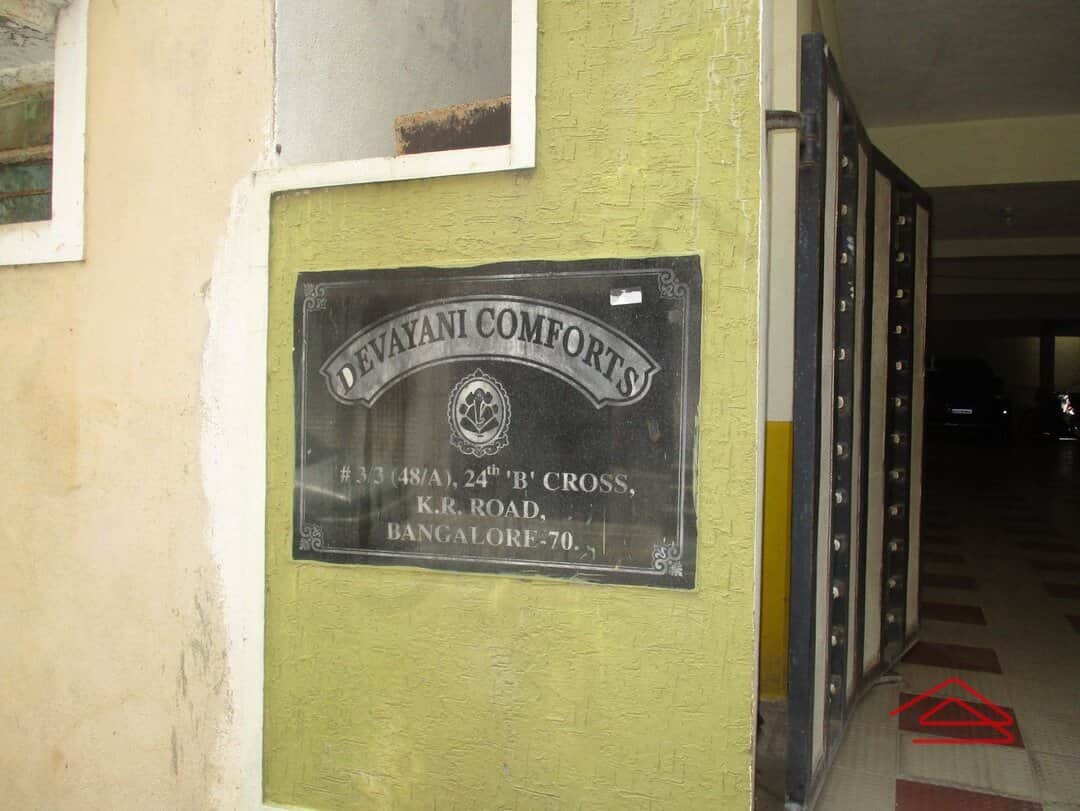 DEVAYANI COMFORTS
# 3/3 (48/A), 24th 'B' CROSS,
K.R. ROAD,
BANGALORE-70.